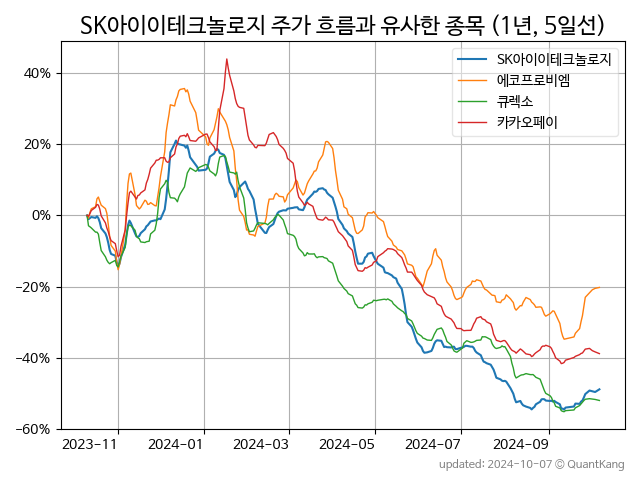 SK아이이테크놀로지 주가 흐름과 유사한 종목 (1년, 5일선)
SK아이이테크놀로지
에코프로비엠
큐렉소
카카오페이
40%
20%
0%
−20%
−40%
−60%
2023-11
2024-01
2024-03
2024-05
2024-07
2024-09
updated: 2024-10-07 © QuantKang